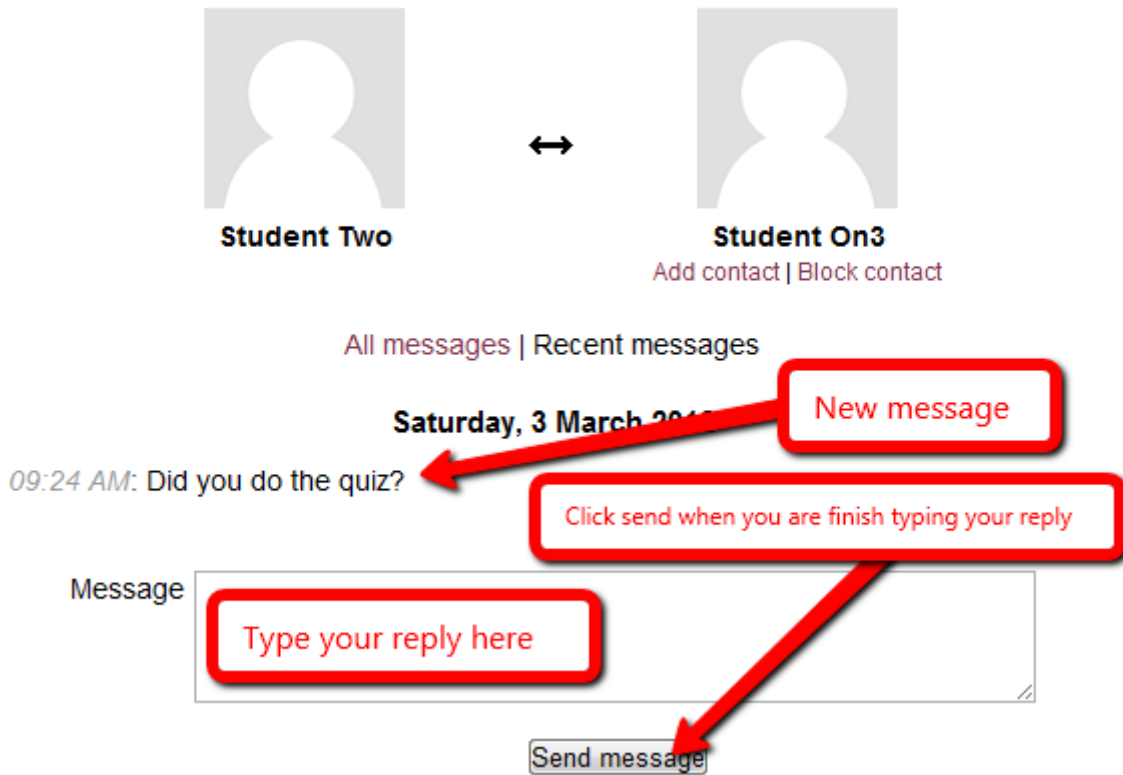 Student Two
Student On3
Add contact | Block contact
All messages | Recent messages
New message
Saturday, 3 March
09:24 AM: Did you do the quiz?
Click send when you are finish typing your reply
Message
Type your reply here
Send message